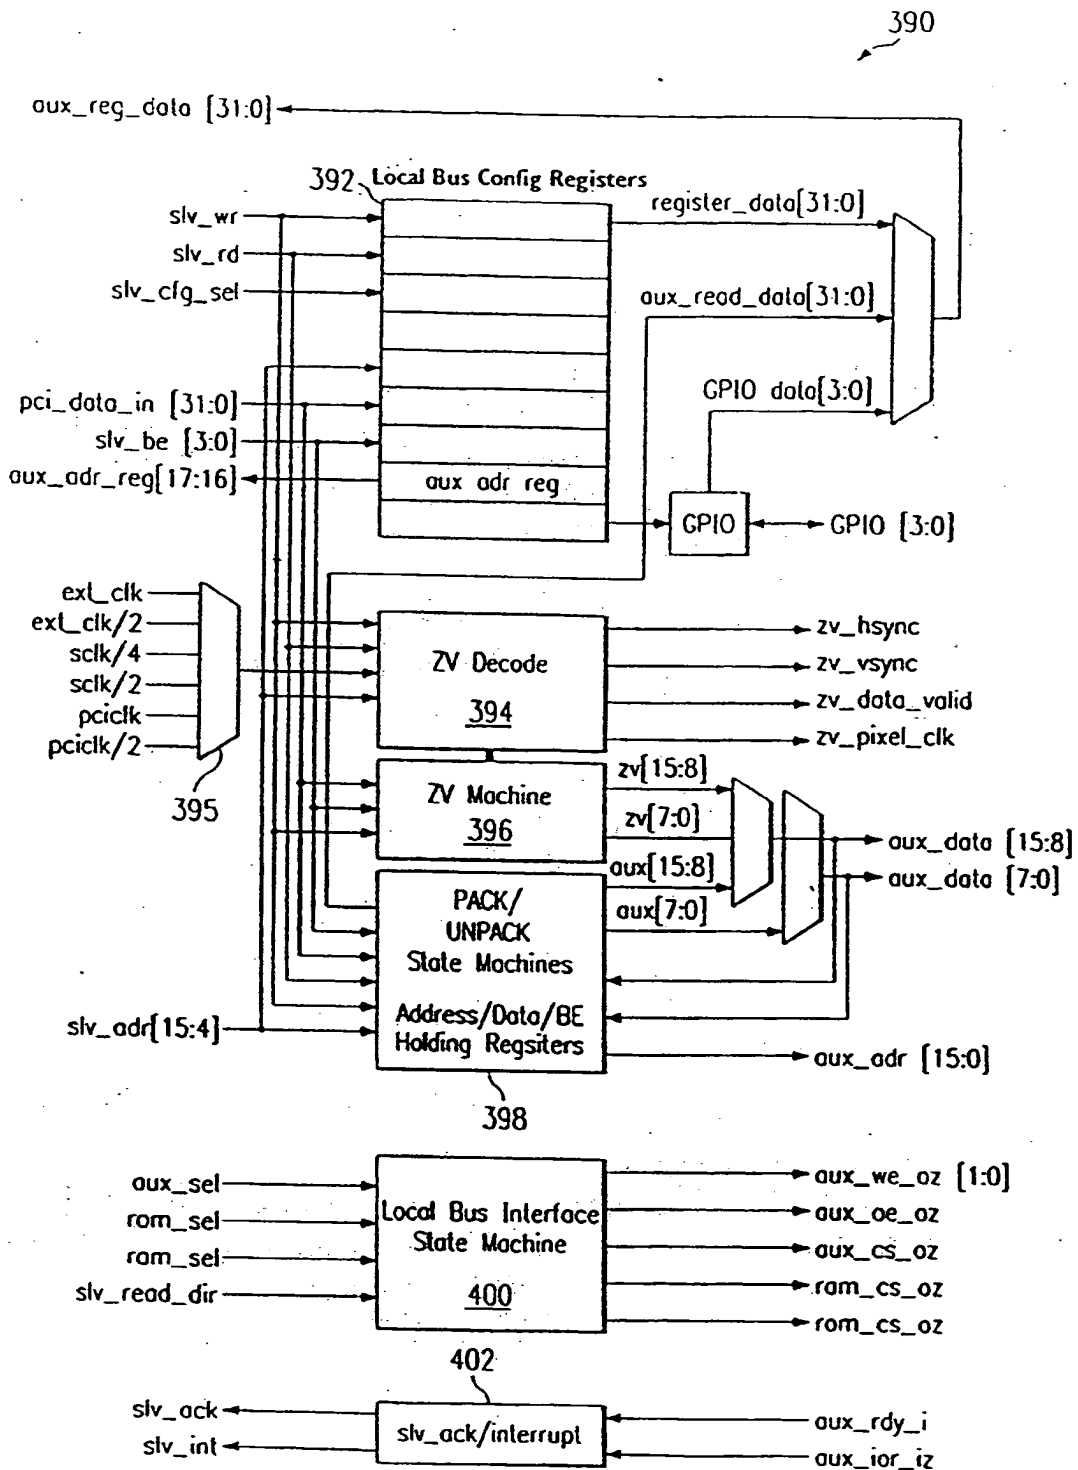 390
aux_reg_data [31:0]
392 Local Bus Config Registers
slv_wr
register_data[31:0]
slv_rd
slv_cfg_sel
aux_read_data[31:0]
pci_data_in [31:0]
GPIO data[3:0]
slv_be [3:0]
aux_adr_reg[17:16]
aux adr reg
GPIO
GPIO [3:0]
ext_clk
ext_clk/2
sclk/4
sclk/2
pciclk
pciclk/2
395
ZV Decode
394
zv_hsync
zv_vsync
zv_data_valid
zv_pixel_clk
ZV Machine
396
zv[15:8]
zv[7:0]
aux[15:8]
aux[7:0]
aux_data [15:8]
aux_data [7:0]
PACK/
UNPACK
State Machines
Address/Data/BE
Holding Regsiters
slv_adr[15:4]
aux_adr [15:0]
398
aux_sel
rom_sel
ram_sel
slv_read_dir
Local Bus Interface
State Machine
400
aux_we_oz [1:0]
aux_oe_oz
aux_cs_oz
ram_cs_oz
rom_cs_oz
402
slv_ack
slv_int
slv_ack/interrupt
aux_rdy_i
aux_ior_iz